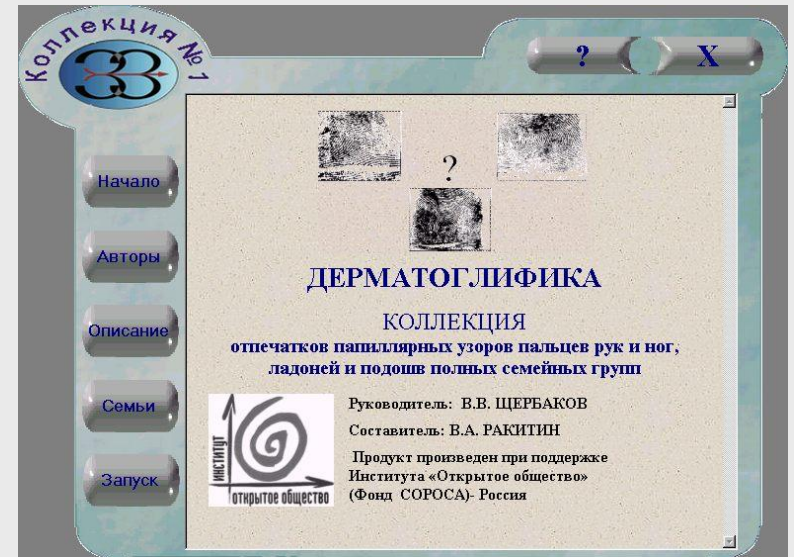 Коллекция № 1
? X
Начало
Авторы
Описание
Семьи
Запуск
?
ДЕРМАТОГЛИФИКА
КОЛЛЕКЦИЯ
отпечатков папиллярных узоров пальцев рук и ног,
ладоней и подошв полных семейных групп
ИНСТИТУТ
открытое общество
Руководитель: В.В. ЩЕРБАКОВ
Составитель: В.А. РАКИТИН
Продукт произведен при поддержке
Института «Открытое общество»
(Фонд СОРОСА)- Россия